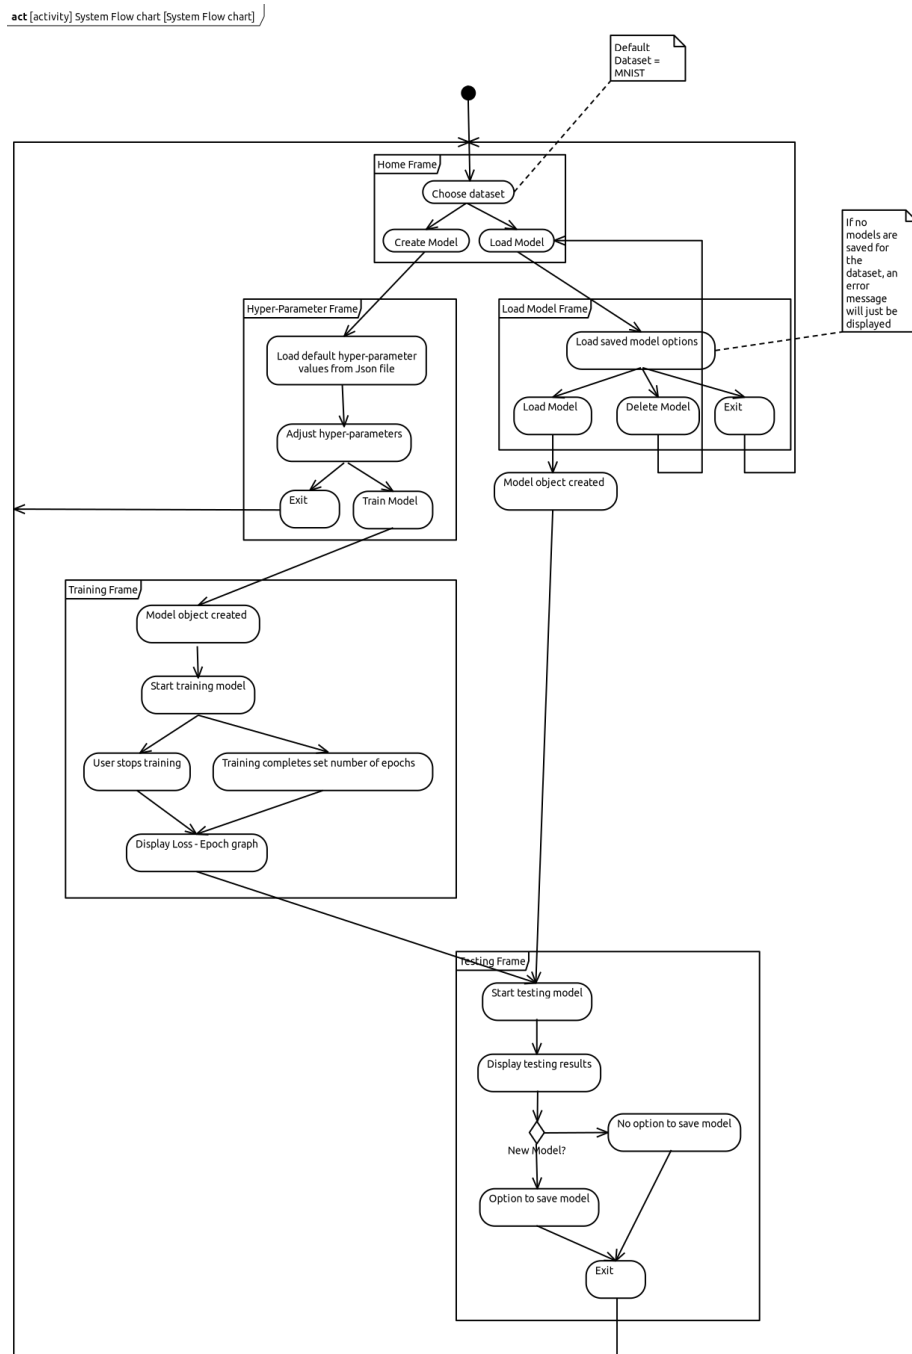 act [activity] System Flow chart [System Flow chart]
Default
Dataset =
MNIST
Home Frame
Choose dataset
Create Model
Load Model
If no
models are
saved for
the
dataset, an
error
message
will just be
displayed
Hyper-Parameter Frame
Load default hyper-parameter
values from Json file
Adjust hyper-parameters
Exit
Train Model
Load Model Frame
Load saved model options
Load Model
Delete Model
Exit
Model object created
Training Frame
Model object created
Start training model
User stops training
Training completes set number of epochs
Display Loss - Epoch graph
Testing Frame
Start testing model
Display testing results
New Model?
No option to save model
Option to save model
Exit